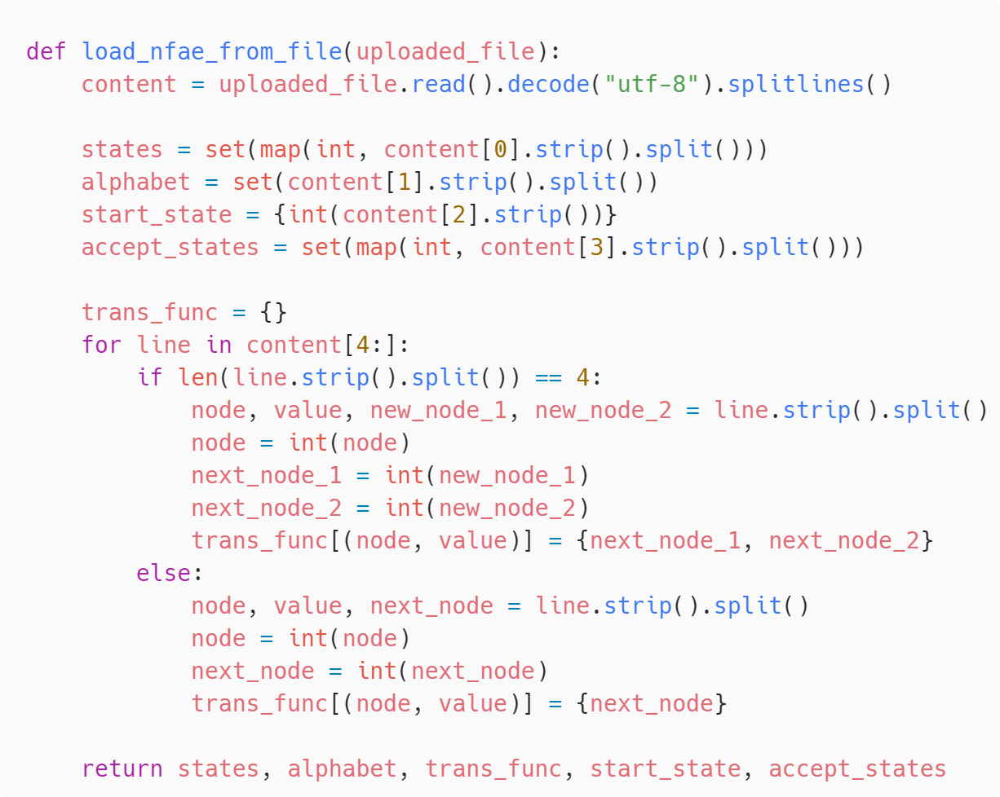 def load_nfae_from_file(uploaded_file):
    content = uploaded_file.read().decode("utf-8").splitlines()

    states = set(map(int, content[0].strip().split()))
    alphabet = set(content[1].strip().split())
    start_state = {int(content[2].strip())}
    accept_states = set(map(int, content[3].strip().split()))

    trans_func = {}
    for line in content[4:]:
        if len(line.strip().split()) == 4:
            node, value, new_node_1, new_node_2 = line.strip().split()
            node = int(node)
            next_node_1 = int(new_node_1)
            next_node_2 = int(new_node_2)
            trans_func[(node, value)] = {next_node_1, next_node_2}
        else:
            node, value, next_node = line.strip().split()
            node = int(node)
            next_node = int(next_node)
            trans_func[(node, value)] = {next_node}

    return states, alphabet, trans_func, start_state, accept_states